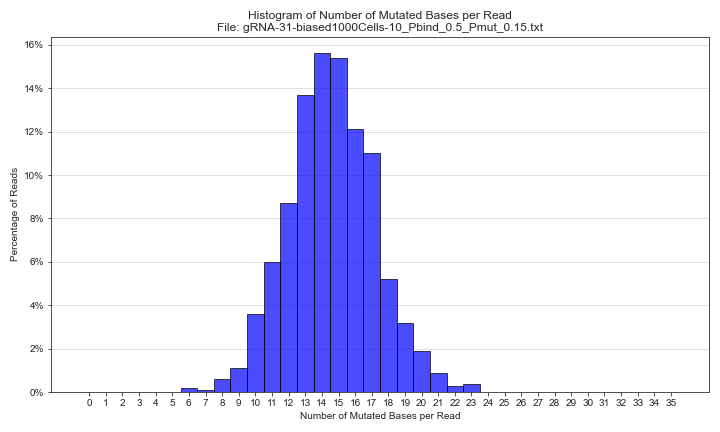 Histogram of Number of Mutated Bases per Read
File: gRNA-31-biased1000Cells-10_Pbind_0.5_Pmut_0.15.txt
16%
14%
12%
10%
8%
6%
4%
2%
0%
Percentage of Reads
0 1 2 3 4 5 6 7 8 9 10 11 12 13 14 15 16 17 18 19 20 21 22 23 24 25 26 27 28 29 30 31 32 33 34 35
Number of Mutated Bases per Read